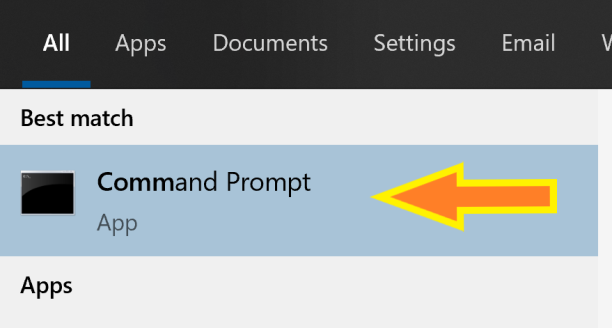 All Apps Documents Settings Email
Best match
Command Prompt
App
Apps